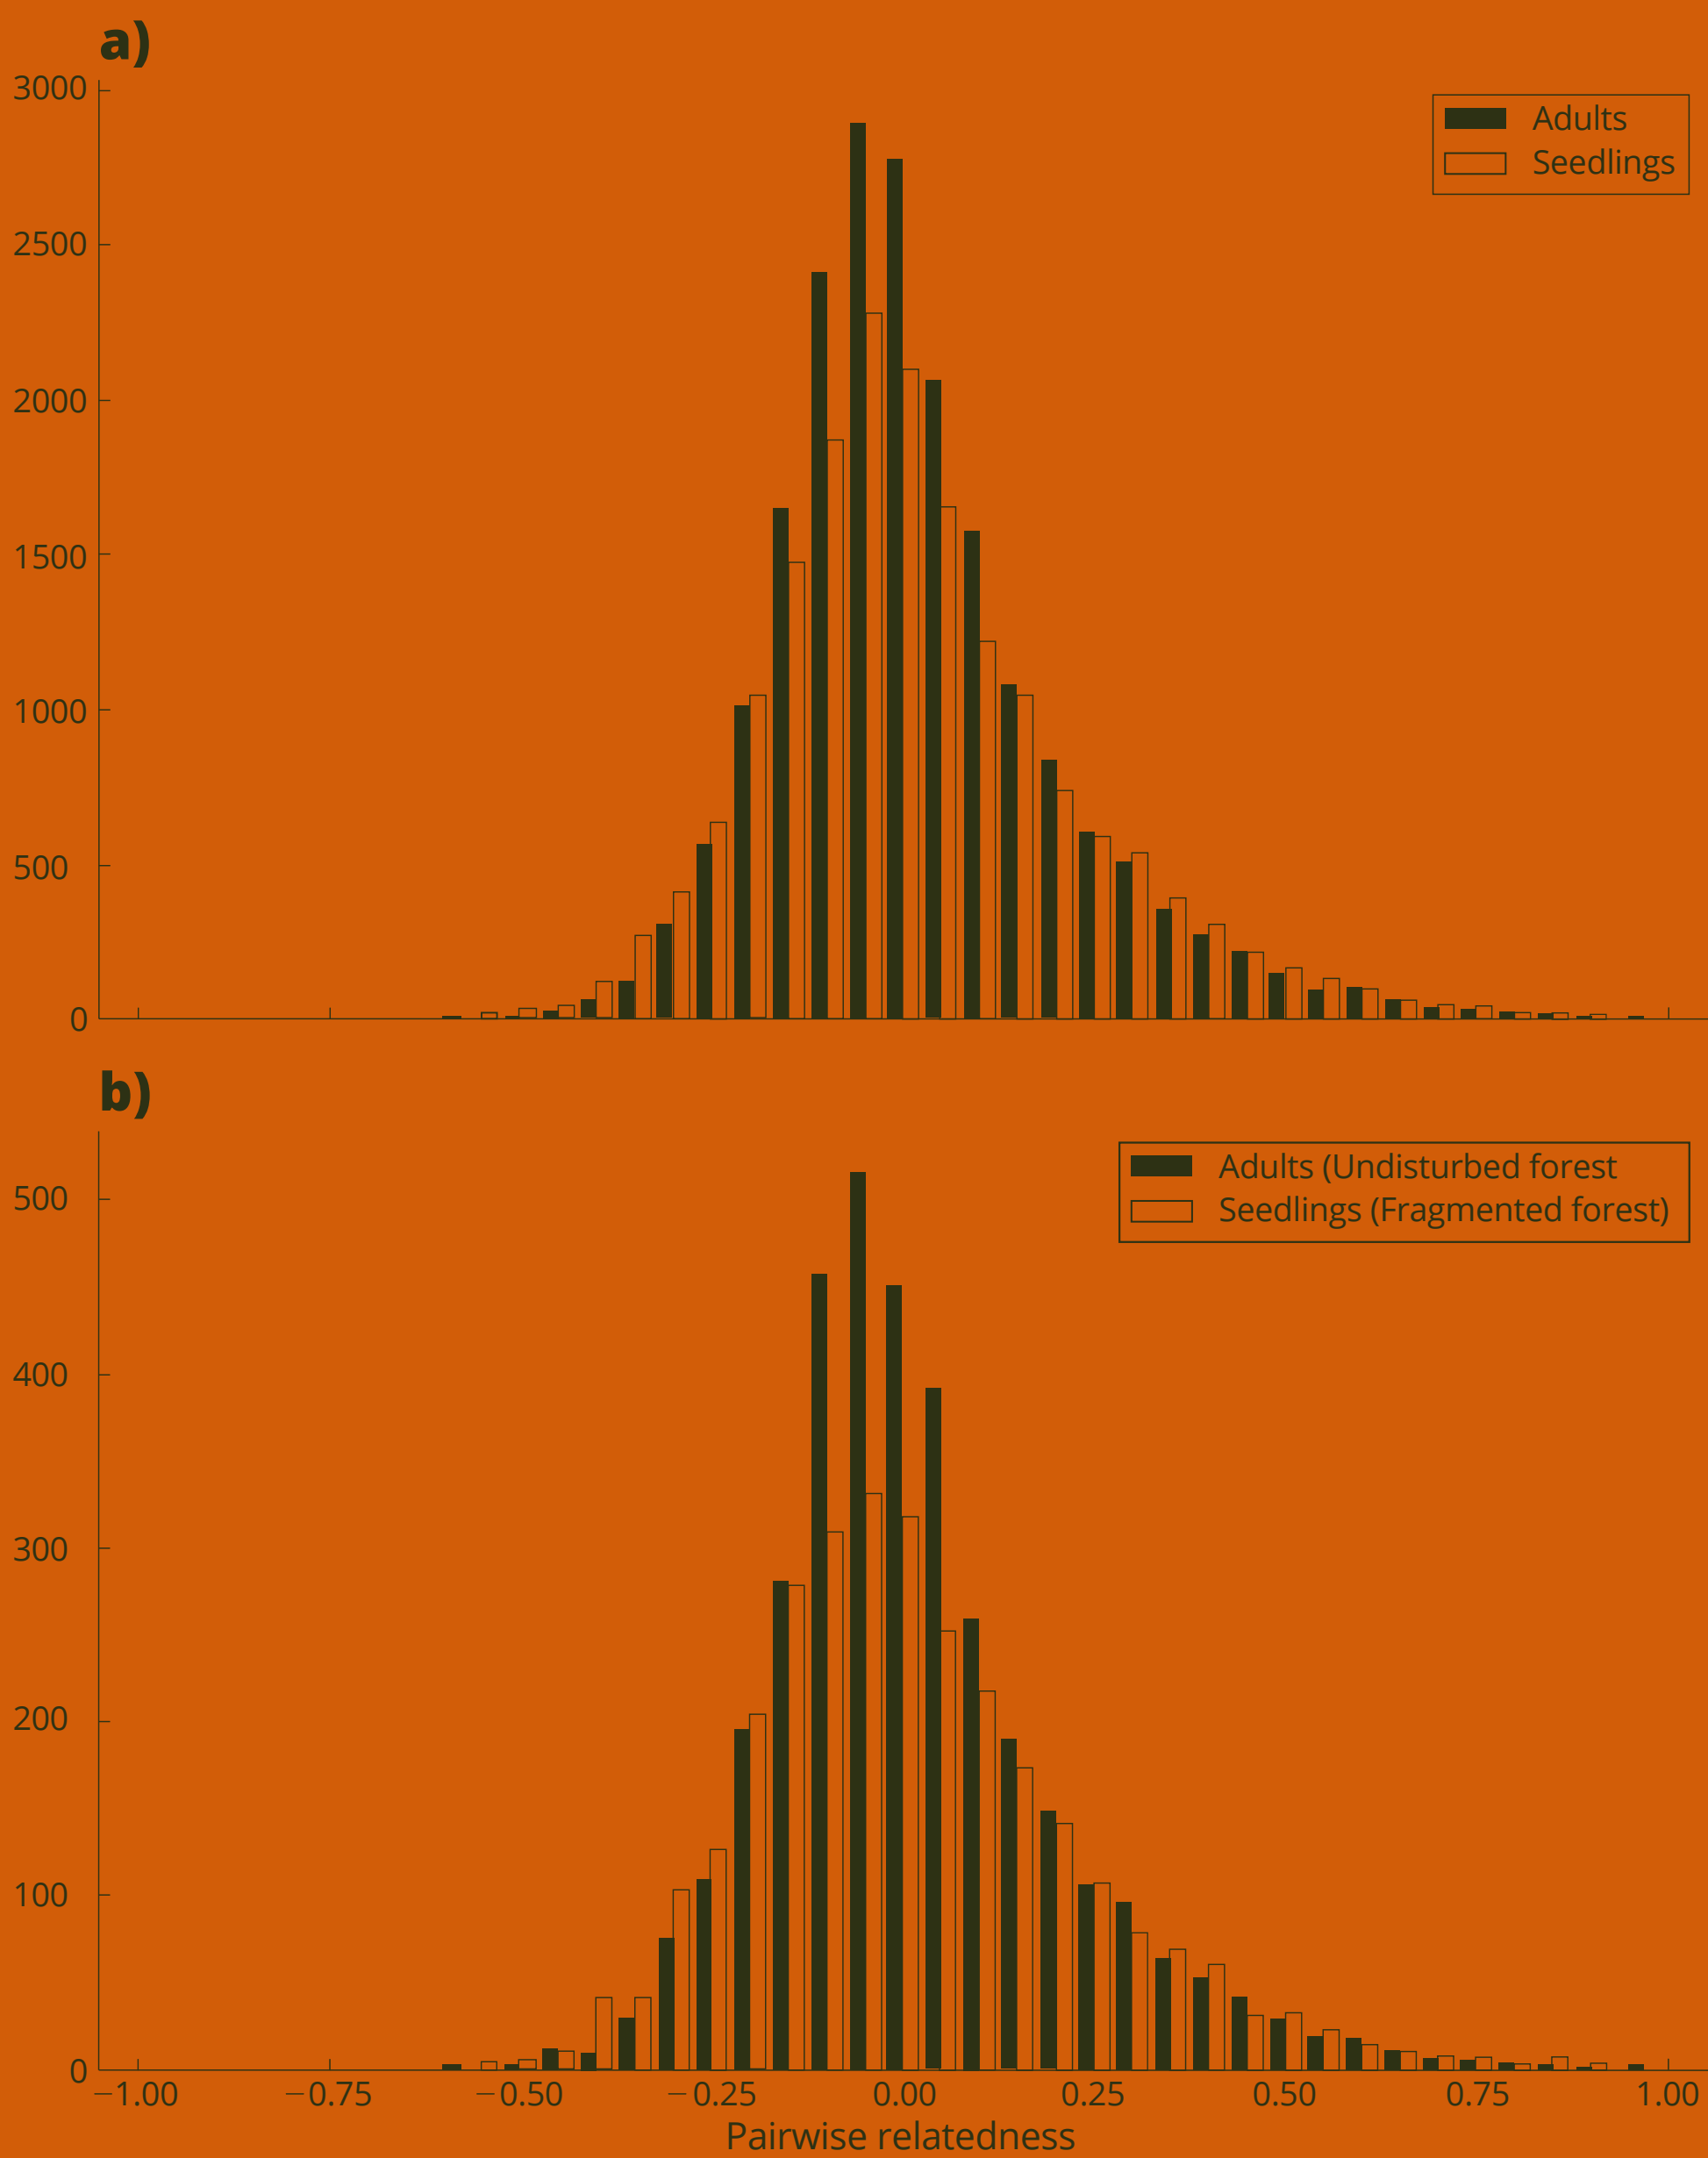 a)
3000
Adults
Seedlings
2500
2000
1500
1000
500
0
b)
Adults (Undisturbed forest
Seedlings (Fragmented forest)
500
400
300
200
100
0
−1.00 −0.75 −0.50 −0.25 0.00 0.25 0.50 0.75 1.00
Pairwise relatedness